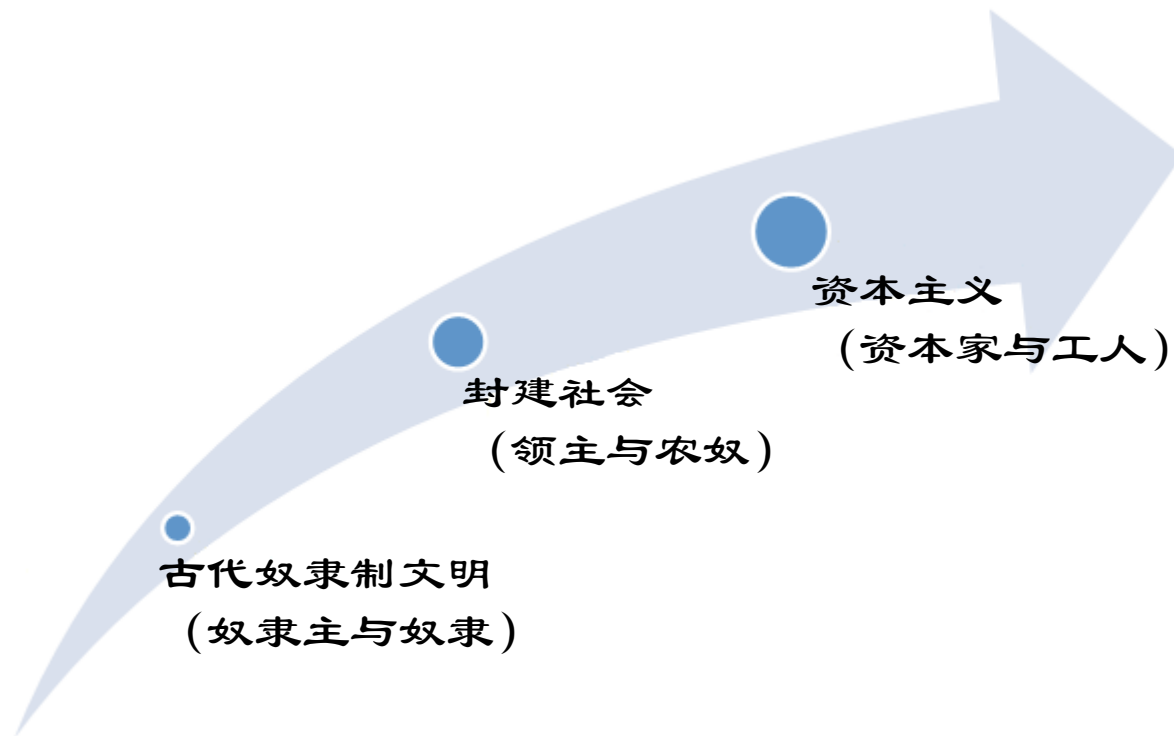 资本主义
（资本家与工人）
封建社会
（领主与农奴）
古代奴隶制文明
（奴隶主与奴隶）